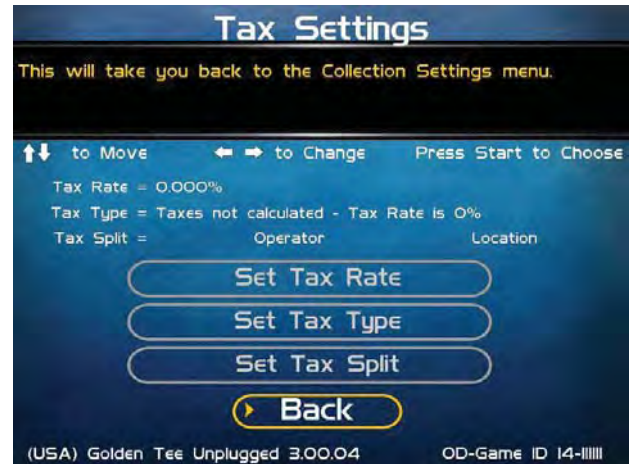 Tax Settings
This will take you back to the Collection Settings menu.
to Move to Change Press Start to Choose
Tax Rate = 0.000%
Tax Type = Taxes not calculated - Tax Rate is 0%
Tax Split = Operator Location
Set Tax Rate
Set Tax Type
Set Tax Split
Back
(USA) Golden Tee Unplugged 3.00.04 OD-Game ID 14-111111